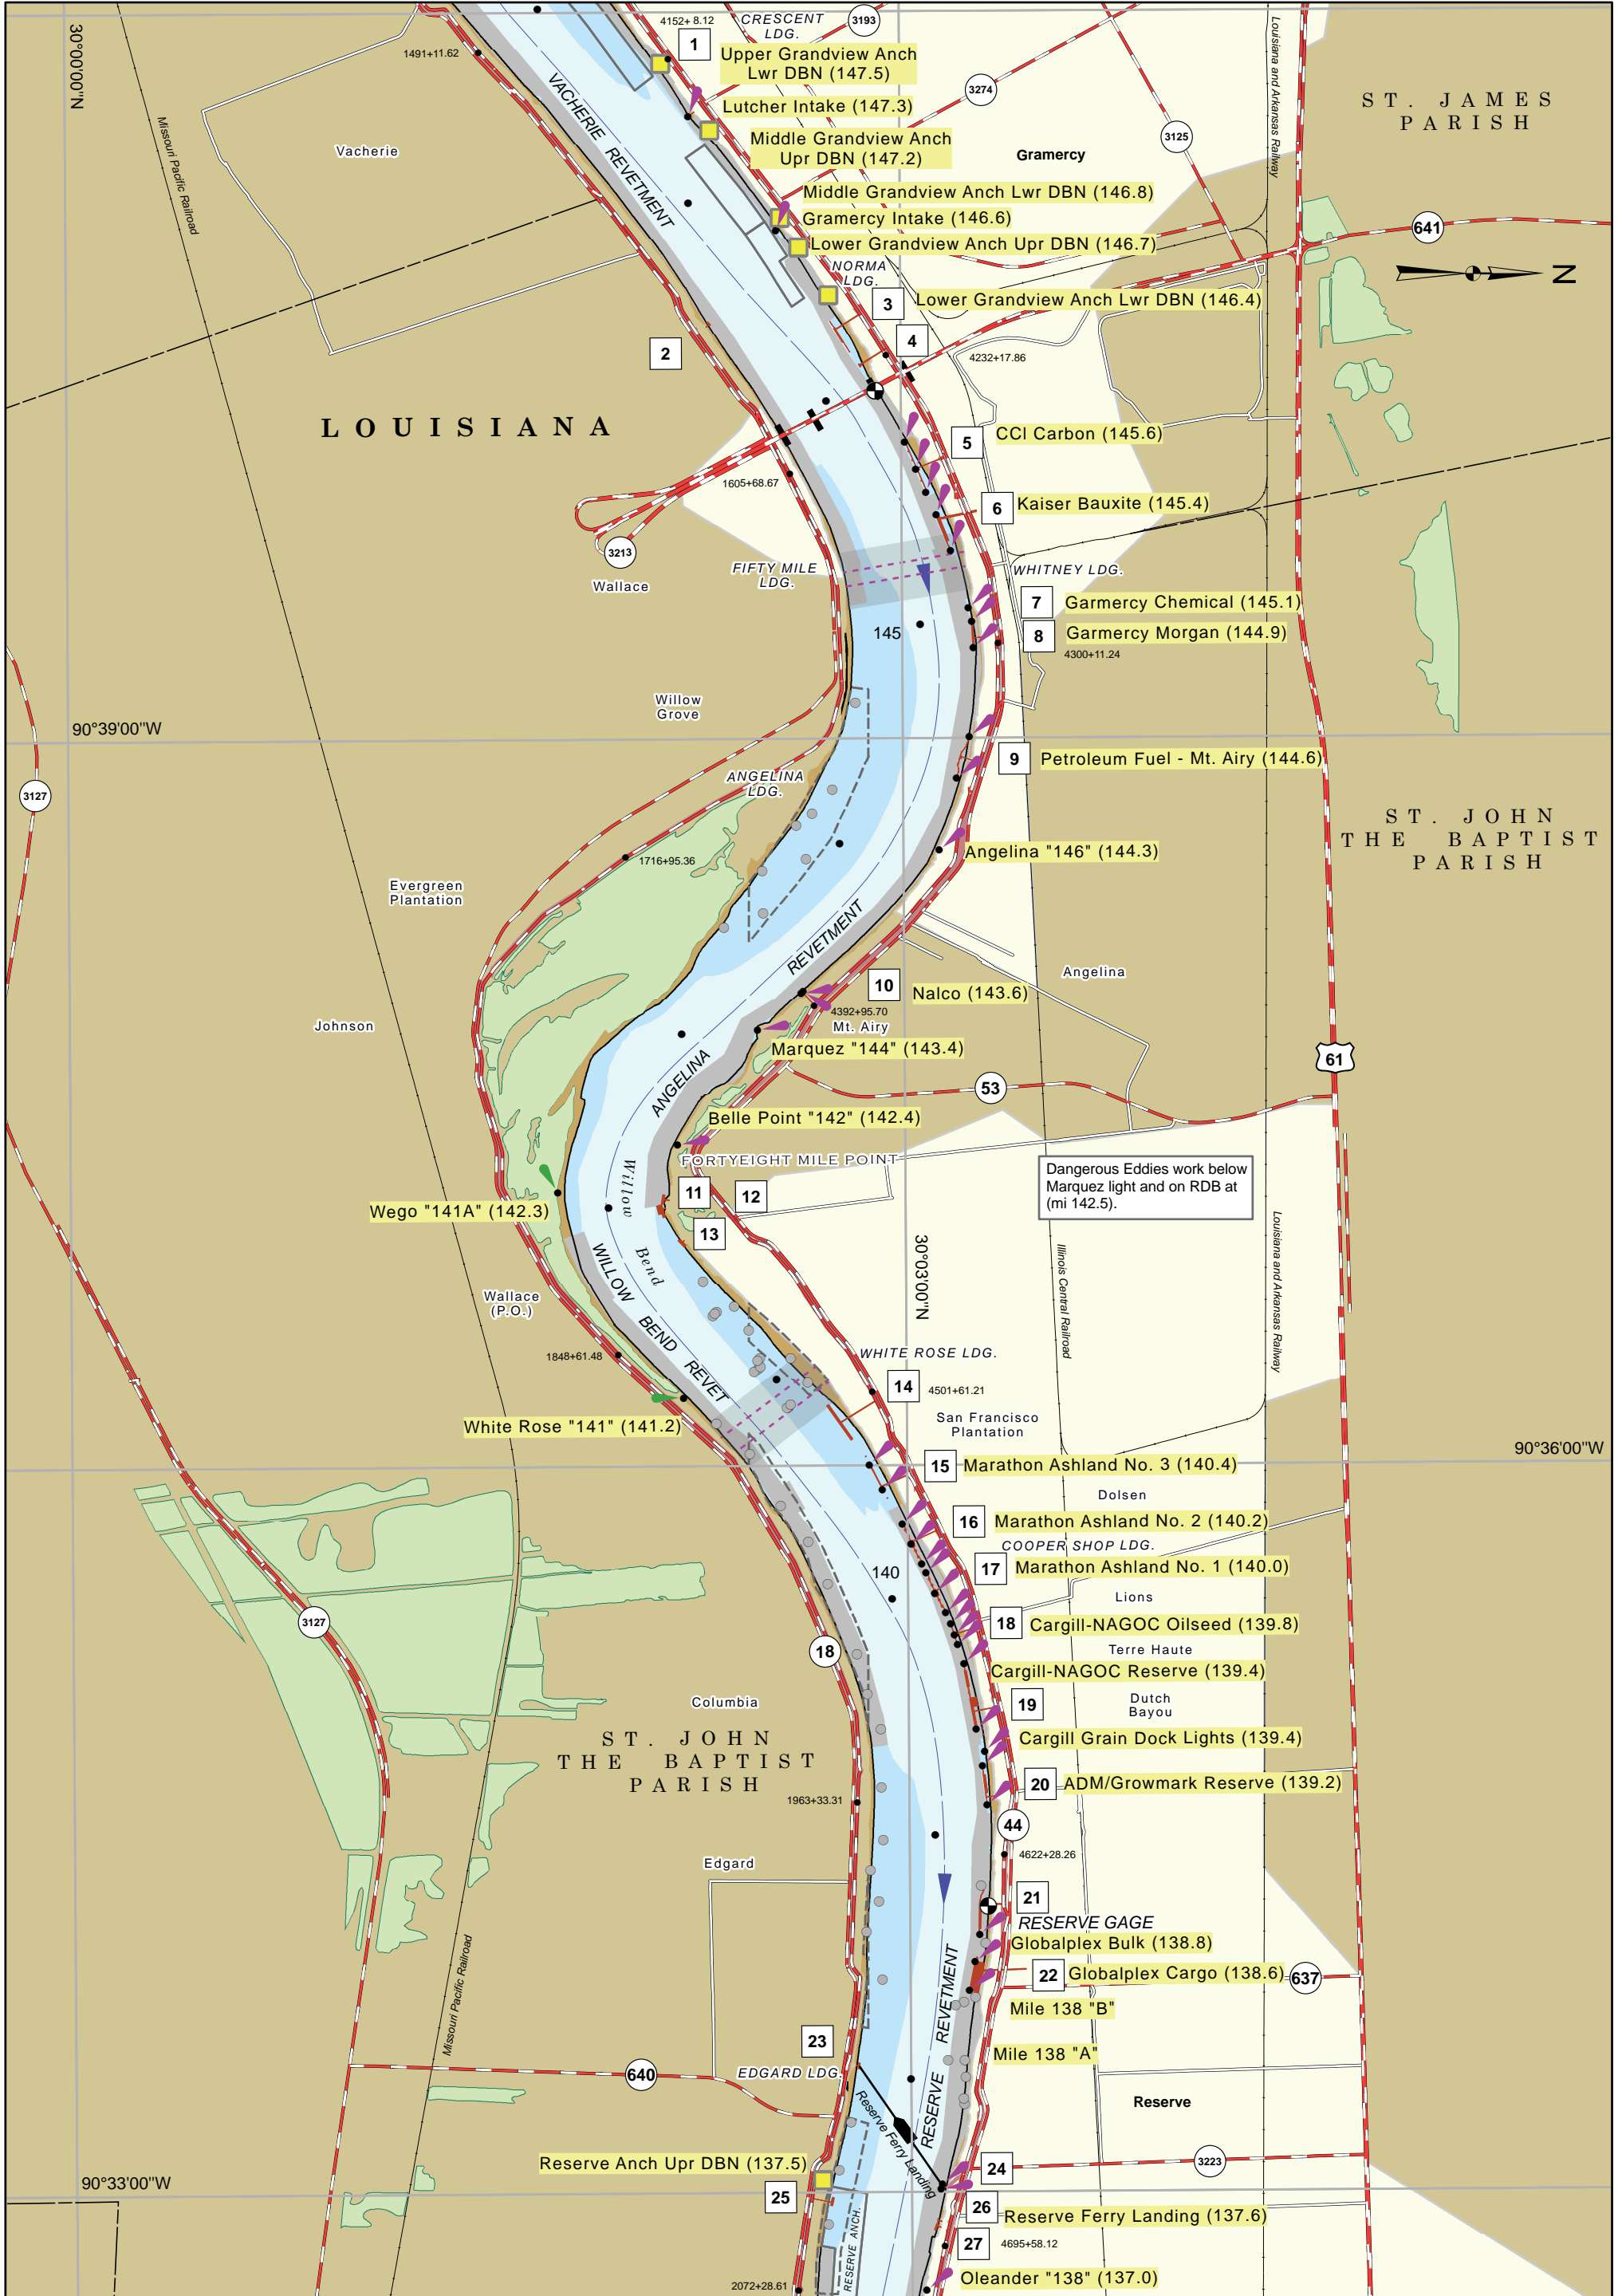 30°00'00"N
1491+11.62
4152+ 8.12
CRESCENT
LDG.
3193
1
Upper Grandview Anch
Lwr DBN (147.5)
3274
Lutcher Intake (147.3)
Middle Grandview Anch
Upr DBN (147.2)
3125
Louisiana and Arkansas Railway
ST. JAMES
PARISH
Missouri Pacific Railroad
Vacherie
VACHERIE REVETMENT
Gramercy
Middle Grandview Anch Lwr DBN (146.8)
Gramercy Intake (146.6)
Lower Grandview Anch Upr DBN (146.7)
641
NORMA
LDG.
N
3
Lower Grandview Anch Lwr DBN (146.4)
2
4
4232+17.86
LOUISIANA
5
CCI Carbon (145.6)
1605+68.67
6
Kaiser Bauxite (145.4)
3213
Wallace
FIFTY MILE
LDG.
WHITNEY LDG.
7
Garmercy Chemical (145.1)
145
8
Garmercy Morgan (144.9)
4300+11.24
Willow
Grove
90°39'00"W
9
Petroleum Fuel - Mt. Airy (144.6)
3127
ANGELINA
LDG.
ST. JOHN
THE BAPTIST
PARISH
1716+95.36
Angelina "146" (144.3)
Evergreen
Plantation
ANGELINA REVETMENT
Angelina
10
Nalco (143.6)
4392+95.70
Johnson
Mt. Airy
Marquez "144" (143.4)
61
53
Belle Point "142" (142.4)
FORTYEIGHT MILE POINT
Dangerous Eddies work below
Marquez light and on RDB at
(mi 142.5).
Willow Bend
11
12
Wego "141A" (142.3)
13
30°03'00"N
Illinois Central Railroad
Louisiana and Arkansas Railway
WILLOW BEND REVET
Wallace
(P.O.)
1848+61.48
WHITE ROSE LDG.
14
4501+61.21
White Rose "141" (141.2)
San Francisco
Plantation
90°36'00"W
15
Marathon Ashland No. 3 (140.4)
Dolsen
16
Marathon Ashland No. 2 (140.2)
COOPER SHOP LDG.
140
17
Marathon Ashland No. 1 (140.0)
Lions
3127
18
18
Cargill-NAGOC Oilseed (139.8)
Terre Haute
Cargill-NAGOC Reserve (139.4)
Columbia
19
Dutch
Bayou
ST. JOHN
THE BAPTIST
PARISH
Cargill Grain Dock Lights (139.4)
20
ADM/Growmark Reserve (139.2)
1963+33.31
44
4622+28.26
Edgard
21
RESERVE GAGE
Globalplex Bulk (138.8)
Missouri Pacific Railroad
RESERVE REVETMENT
22
Globalplex Cargo (138.6)
637
Mile 138 "B"
23
Mile 138 "A"
640
EDGARD LDG.
Reserve Ferry Landing
Reserve
Reserve Anch Upr DBN (137.5)
24
3223
90°33'00"W
25
26
Reserve Ferry Landing (137.6)
RESERVE ANCH.
27
4695+58.12
2072+28.61
Oleander "138" (137.0)